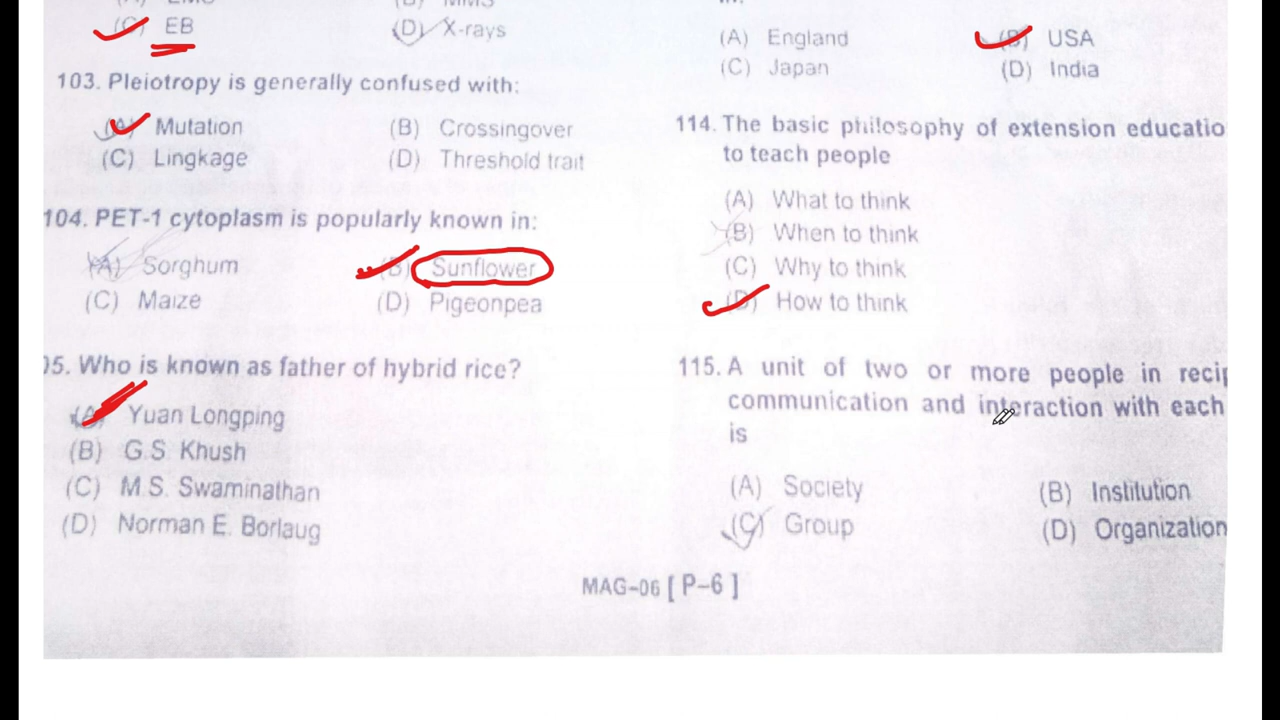 (C) EB
(D) X-rays
103. Pleiotropy is generally confused with:
(A) Mutation
(B) Crossingover
(C) Lingkage
(D) Threshold trait
104. PET-1 cytoplasm is popularly known in:
(A) Sorghum
(B) Sunflower
(C) Maize
(D) Pigeonpea
05. Who is known as father of hybrid rice?
(A) Yuan Longping
(B) G.S. Khush
(C) M.S. Swaminathan
(D) Norman E. Borlaug
(A) England
(B) USA
(C) Japan
(D) India
114. The basic philosophy of extension educatio
to teach people
(A) What to think
(B) When to think
(C) Why to think
(D) How to think
115. A unit of two or more people in recip
communication and interaction with each
is
(A) Society
(B) Institution
(C) Group
(D) Organization
MAG-06 [ P-6 ]